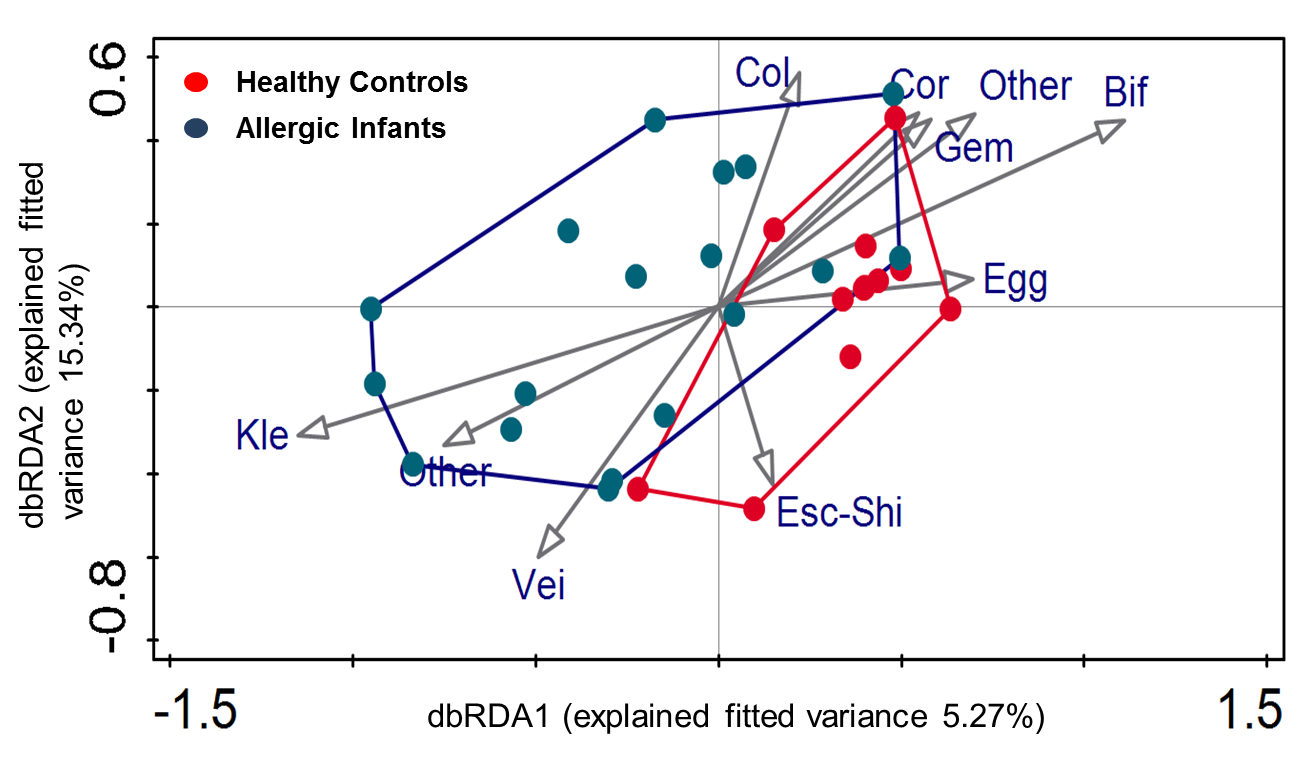 0.6
Healthy Controls
Allergic Infants
Col
Cor
Other
Bif
Gem
Egg
dbRDA2 (explained fitted
variance 15.34%)
Kle
Other
Esc-Shi
Vei
-0.8
-1.5
dbRDA1 (explained fitted variance 5.27%)
1.5